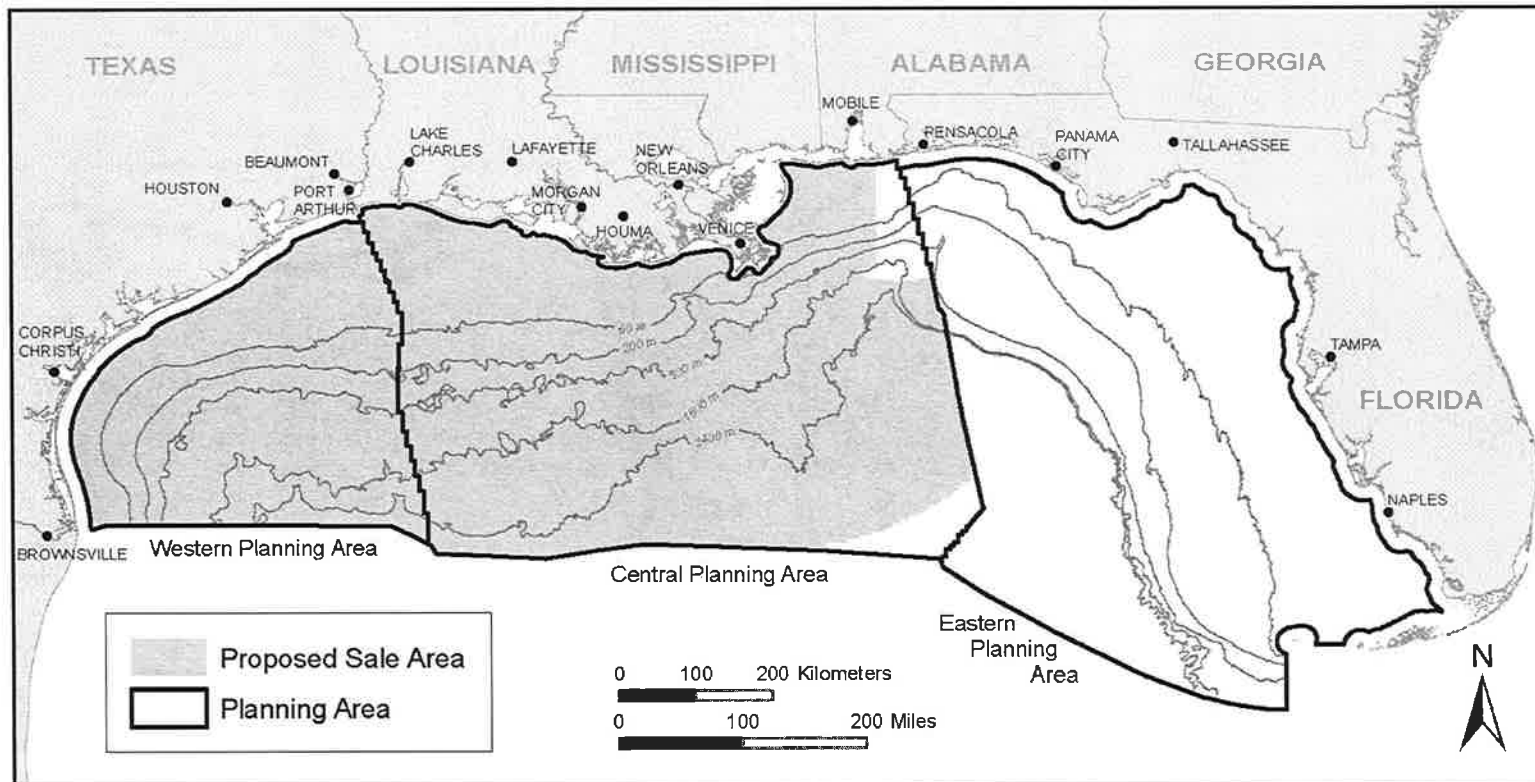 TEXAS
LOUISIANA
MISSISSIPPI
ALABAMA
GEORGIA
MOBILE
PENSACOLA
PANAMA
CITY
TALLAHASSEE
LAKE
CHARLES
LAFAYETTE
NEW
ORLEANS
BEAUMONT
HOUSTON
PORT
ARTHUR
MORGAN
CITY
HOUMA
VENICE
CORPUS
CHRISTI
TAMPA
FLORIDA
NAPLES
BROWNSVILLE
200 m
Western Planning Area
Central Planning Area
Eastern
Planning
Area
Proposed Sale Area
Planning Area
0 100 200 Kilometers
0 100 200 Miles
N